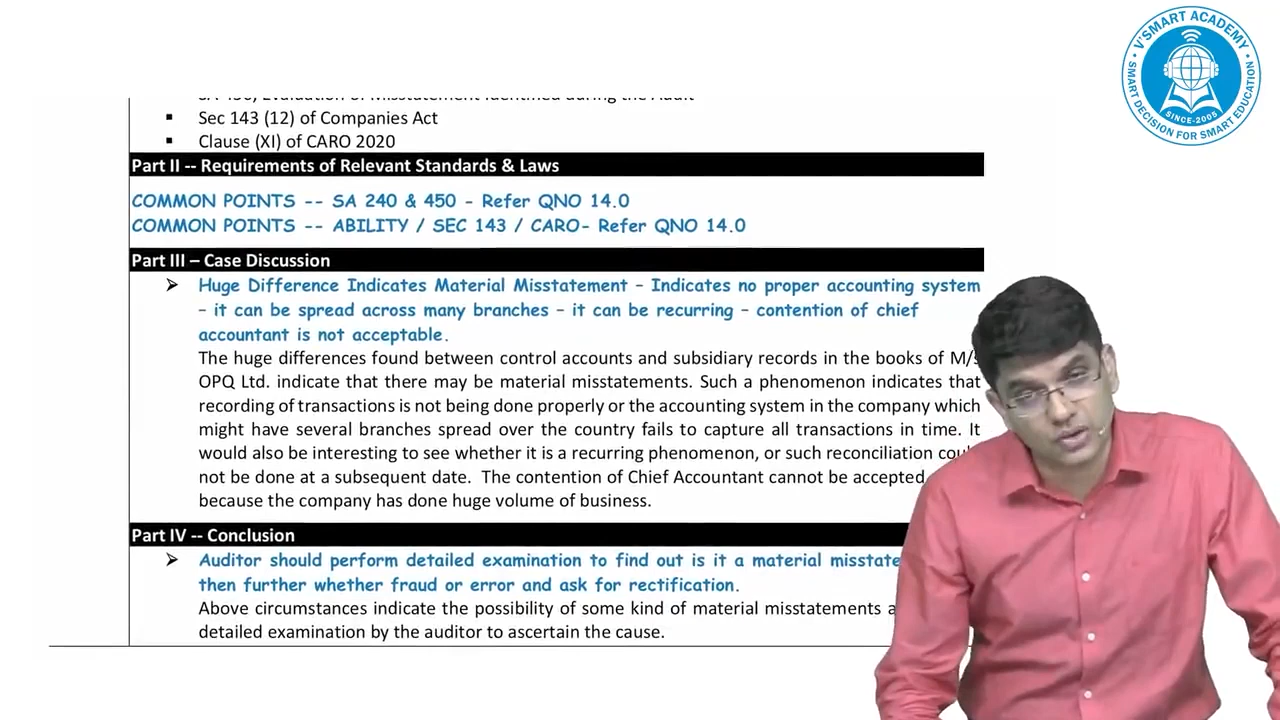 V'SMART ACADEMY
SMART DECISION FOR SMART EDUCATION
SINCE-2005
SA 450, Evaluation of Misstatement Identified during the Audit
▪ Sec 143 (12) of Companies Act
▪ Clause (XI) of CARO 2020
Part II -- Requirements of Relevant Standards & Laws
COMMON POINTS -- SA 240 & 450 - Refer QNO 14.0
COMMON POINTS -- ABILITY / SEC 143 / CARO- Refer QNO 14.0
Part III – Case Discussion
➢ Huge Difference Indicates Material Misstatement – Indicates no proper accounting system
– it can be spread across many branches – it can be recurring – contention of chief
accountant is not acceptable.
The huge differences found between control accounts and subsidiary records in the books of M/s
OPQ Ltd. indicate that there may be material misstatements. Such a phenomenon indicates that
recording of transactions is not being done properly or the accounting system in the company which
might have several branches spread over the country fails to capture all transactions in time. It
would also be interesting to see whether it is a recurring phenomenon, or such reconciliation
not be done at a subsequent date. The contention of Chief Accountant cannot be accepted
because the company has done huge volume of business.
Part IV -- Conclusion
➢ Auditor should perform detailed examination to find out is it a material
then further whether fraud or error and ask for rectification.
Above circumstances indicate the possibility of some kind of material misstatements
detailed examination by the auditor to ascertain the cause.